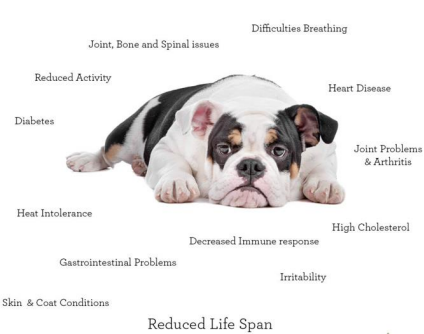 Difficulties Breathing
Joint, Bone and Spinal issues
Reduced Activity
Heart Disease
Diabetes
Joint Problems
& Arthritis
Heat Intolerance
High Cholesterol
Decreased Immune response
Gastrointestinal Problems
Irritability
Skin & Coat Conditions
Reduced Life Span